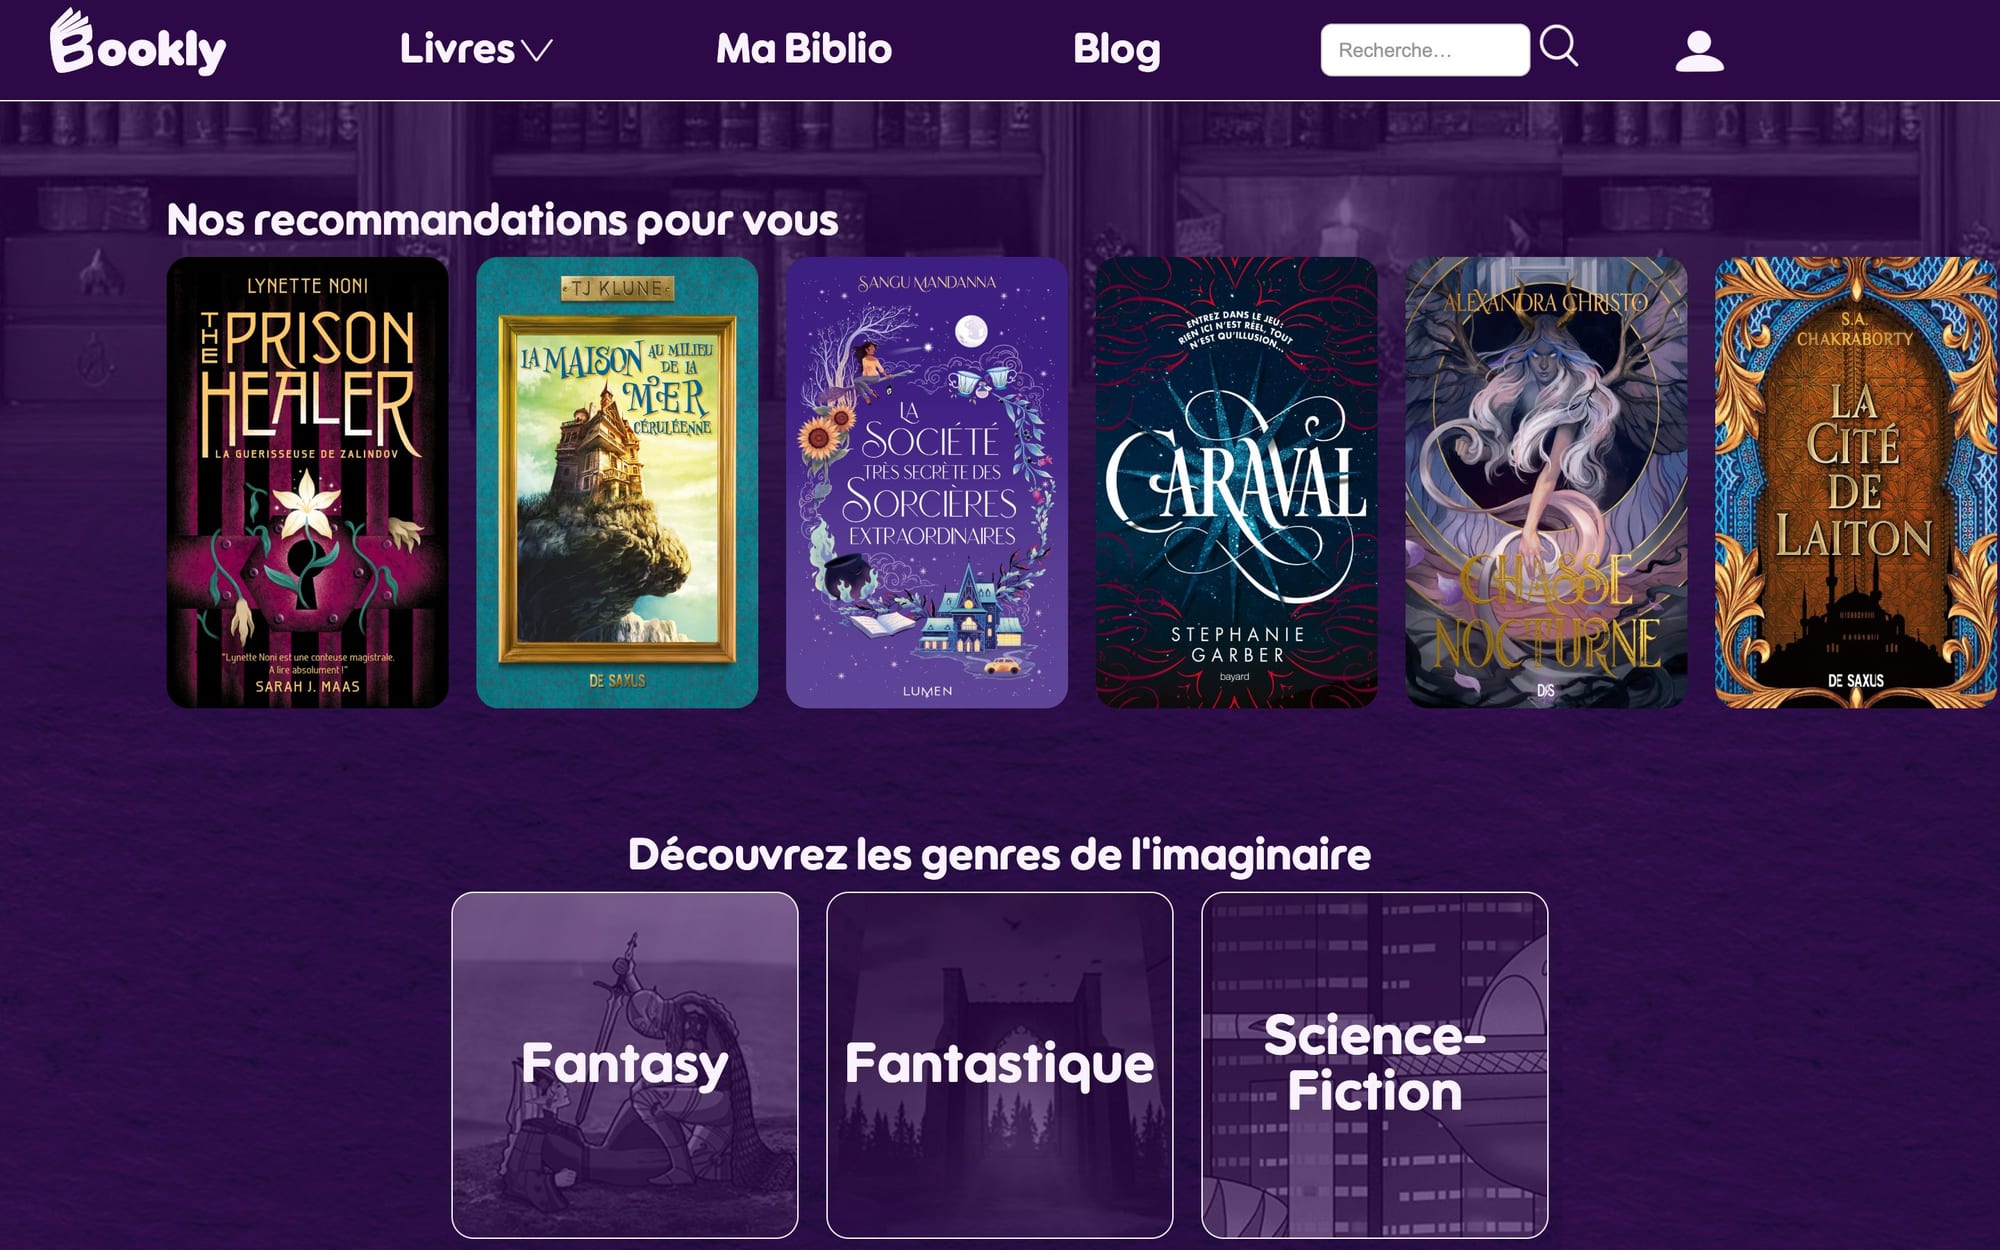 Bookly
Livres
Ma Biblio
Blog
Recherche...
Nos recommandations pour vous
LYNETTE NONI
THE PRISON
HEALER
LA GUERISSEUSE DE ZALINDOV
"Lynette Noni est une conteuse magistrale.
A lire absolument !"
SARAH J. MAAS
TJ KLUNE
LA MAISON AU MILIEU
DE LA
MER
CÉRULÉENNE
DE SAXUS
SANGU MANDANNA
LA
SOCIÉTÉ
TRÈS SECRÈTE DES
SORCIÈRES
EXTRAORDINAIRES
LUMEN
ENTREZ DANS LE JEU :
RIEN ICI N'EST RÉEL, TOUT
N'EST QU'ILLUSION...
CARAVAL
STEPHANIE
GARBER
bayard
ALEXANDRA CHRISTO
CHASSE
NOCTURNE
D/S
S.A.
CHAKRABORTY
LA
CITÉ
DE
LAITON
DE SAXUS
Découvrez les genres de l'imaginaire
Fantasy
Fantastique
Science-
Fiction